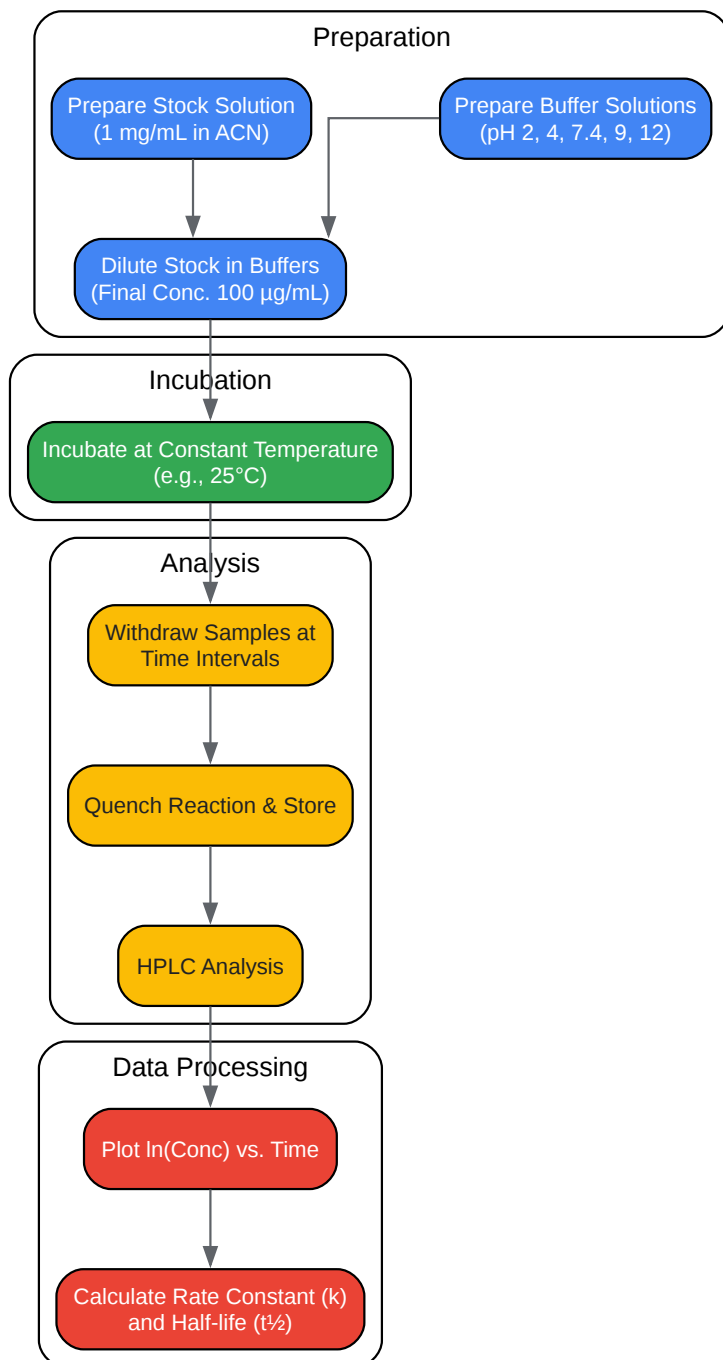 Preparation
Prepare Stock Solution
(1 mg/mL in ACN)
Prepare Buffer Solutions
(pH 2, 4, 7.4, 9, 12)
Dilute Stock in Buffers
(Final Conc. 100 µg/mL)
Incubation
Incubate at Constant Temperature
(e.g., 25°C)
Analysis
Withdraw Samples at
Time Intervals
Quench Reaction & Store
HPLC Analysis
Data Processing
Plot ln(Conc) vs. Time
Calculate Rate Constant (k)
and Half-life (t½)